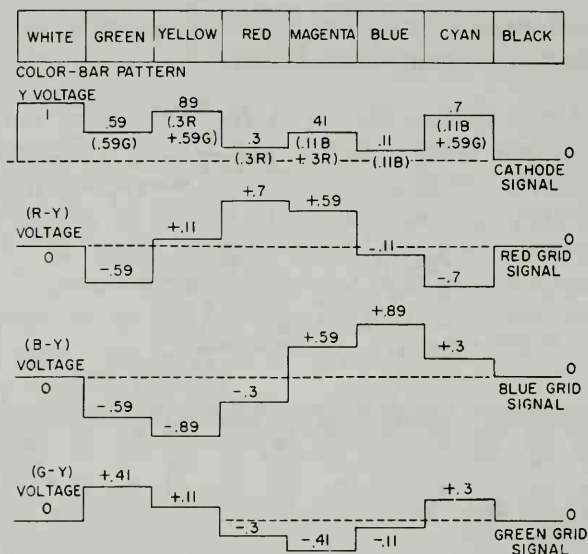 WHITE GREEN YELLOW RED MAGENTA BLUE CYAN BLACK
COLOR-BAR PATTERN
Y VOLTAGE
1
.59
(.59G)
.89
(.3R
+.59G)
.3
(.3R)
.41
(.11B
+ 3R)
.11
(.11B)
.7
(.11B
+.59G)
0
CATHODE
SIGNAL
(R-Y)
VOLTAGE
0
-.59
+.11
+.7
+.59
-.11
-.7
0
RED GRID
SIGNAL
(B-Y)
VOLTAGE
0
-.59
-.89
-.3
+.59
+.89
+.3
0
BLUE GRID
SIGNAL
(G-Y)
VOLTAGE
0
+.41
+.11
-.3
-.41
-.11
+.3
0
GREEN GRID
SIGNAL